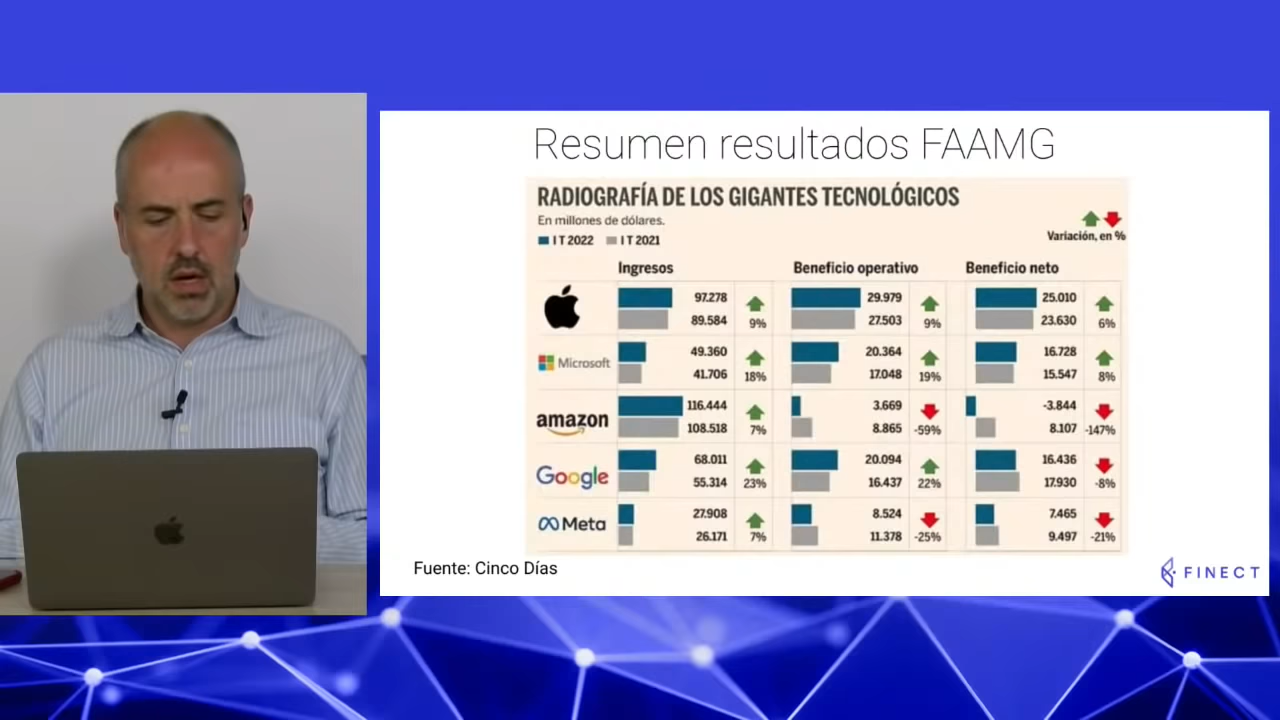 Resumen resultados FAAMG
RADIOGRAFÍA DE LOS GIGANTES TECNOLÓGICOS
En millones de dólares.
I T 2022 I T 2021
Variación, en %
Ingresos Beneficio operativo Beneficio neto
97.278 29.979 25.010
89.584 9% 27.503 9% 23.630 6%
Microsoft
49.360 20.364 16.728
41.706 18% 17.048 19% 15.547 8%
amazon
116.444 3.669 -3.844
108.518 7% 8.865 -59% 8.107 -147%
Google
68.011 20.094 16.436
55.314 23% 16.437 22% 17.930 -8%
Meta
27.908 8.524 7.465
26.171 7% 11.378 -25% 9.497 -21%
Fuente: Cinco Días
FINECT